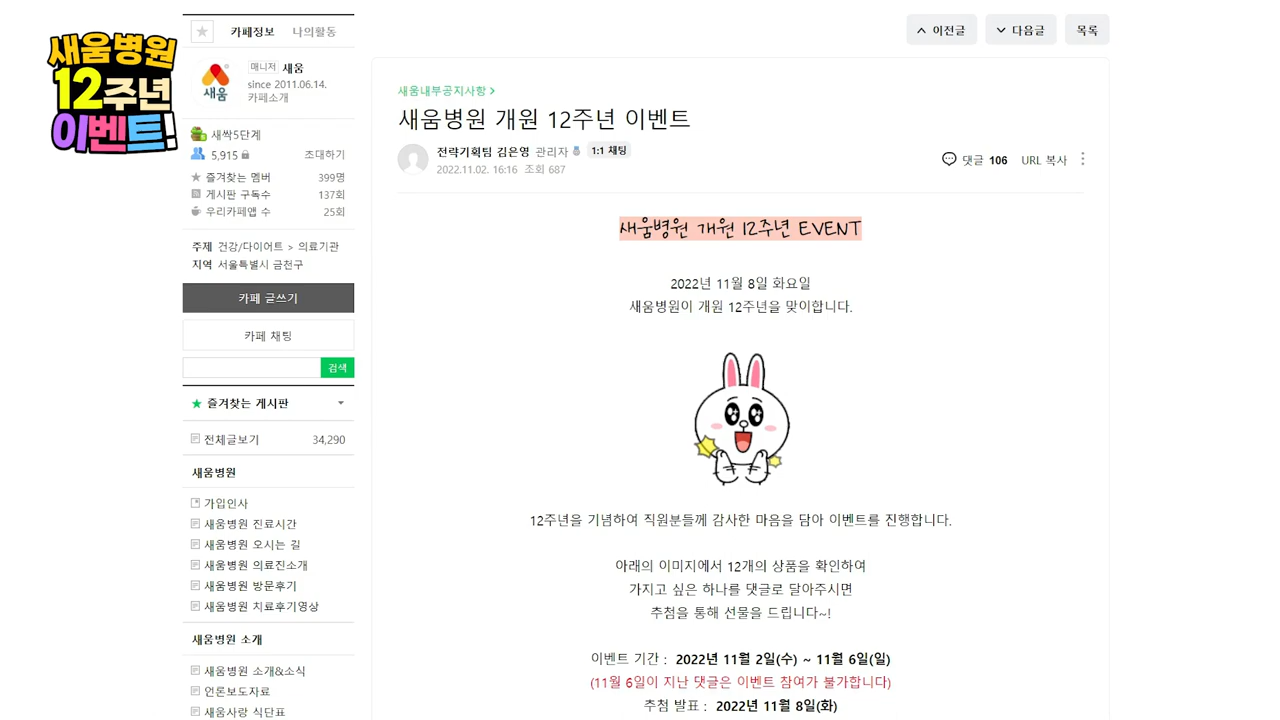 새움병원
12주년
이벤트!
카페정보 나의활동
새움
매니저 새움
since 2011.06.14.
카페소개
새싹5단계
5,915 초대하기
즐겨찾는 멤버 399명
게시판 구독수 137회
우리카페앱 수 25회
주제 건강/다이어트 > 의료기관
지역 서울특별시 금천구
카페 글쓰기
카페 채팅
검색
즐겨찾는 게시판
전체글보기 34,290
새움병원
가입인사
새움병원 진료시간
새움병원 오시는 길
새움병원 의료진소개
새움병원 방문후기
새움병원 치료후기영상
새움병원 소개
새움병원 소개&소식
언론보도자료
새움사랑 식단표
이전글 다음글 목록
새움내부공지사항 >
새움병원 개원 12주년 이벤트
전략기획팀 김은영 관리자 1:1 채팅
2022.11.02. 16:16 조회 687
댓글 106 URL 복사
새움병원 개원 12주년 EVENT
2022년 11월 8일 화요일
새움병원이 개원 12주년을 맞이합니다.
12주년을 기념하여 직원분들께 감사한 마음을 담아 이벤트를 진행합니다.
아래의 이미지에서 12개의 상품을 확인하여
가지고 싶은 하나를 댓글로 달아주시면
추첨을 통해 선물을 드립니다~!
이벤트 기간 : 2022년 11월 2일(수) ~ 11월 6일(일)
(11월 6일이 지난 댓글은 이벤트 참여가 불가합니다)
추첨 발표 : 2022년 11월 8일(화)